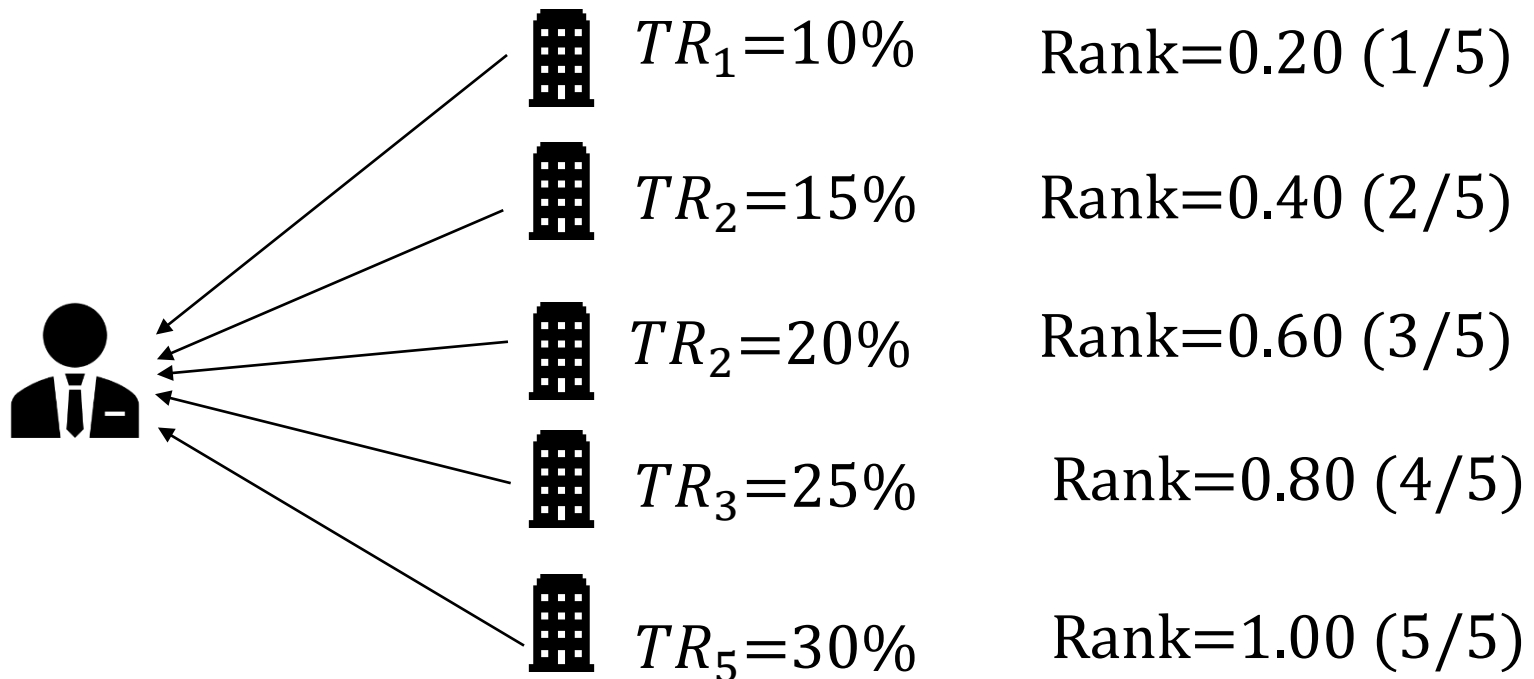 TR₁=10% Rank=0.20 (1/5)
TR₂=15% Rank=0.40 (2/5)
TR₂=20% Rank=0.60 (3/5)
TR₃=25% Rank=0.80 (4/5)
TR₅=30% Rank=1.00 (5/5)